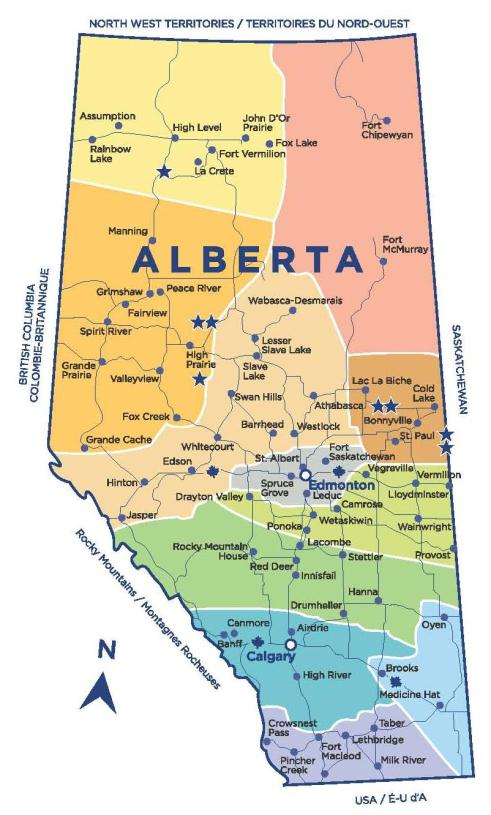 NORTH WEST TERRITORIES / TERRITOIRES DU NORD-OUEST
Assumption
High Level
John D'Or
Prairie
Fort
Chipewyan
Rainbow
Lake
Fort Vermilion
Fox Lake
La Crete
Manning
ALBERTA
Fort
McMurray
BRITISH COLUMBIA
COLOMBIE-BRITANNIQUE
Grimshaw
Peace River
Fairview
Wabasca-Desmarais
Spirit River
SASKATCHEWAN
Lesser
Slave Lake
High
Prairie
Slave
Lake
Grande
Prairie
Valleyview
Lac La Biche
Cold
Lake
Swan Hills
Athabasca
Bonnyville
Fox Creek
Barrhead
Westlock
St. Paul
Grande Cache
Whitecourt
Fort
Saskatchewan
St. Albert
Edson
Vegreville
Vermilion
Hinton
Spruce
Grove
Edmonton
Lloydminster
Drayton Valley
Leduc
Camrose
Jasper
Wetaskiwin
Ponoka
Wainwright
Lacombe
Rocky Mountain
House
Stettler
Provost
Red Deer
Innisfail
Rocky Mountains / Montagnes Rocheuses
Hanna
Drumheller
Canmore
Airdrie
Oyen
Banff
Calgary
N
High River
Brooks
Medicine Hat
Crowsnest
Pass
Taber
Fort
Macleod
Lethbridge
Pincher
Creek
Milk River
USA / É-U d'A